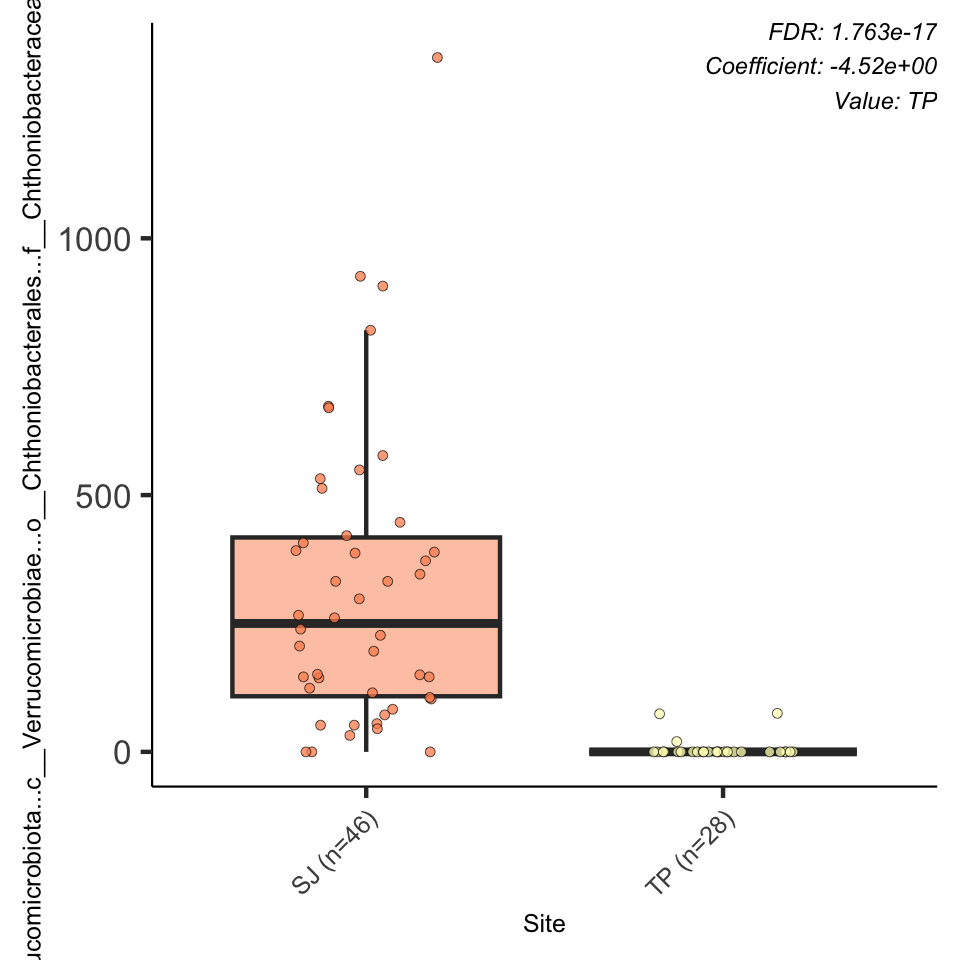 FDR: 1.763e-17
Coefficient: -4.52e+00
Value: TP
ucomicrobiota...c__Verrucomicrobiae...o__Chthoniobacterales...f__Chthoniobacteracea
1000
500
0
SJ (n=46)
TP (n=28)
Site